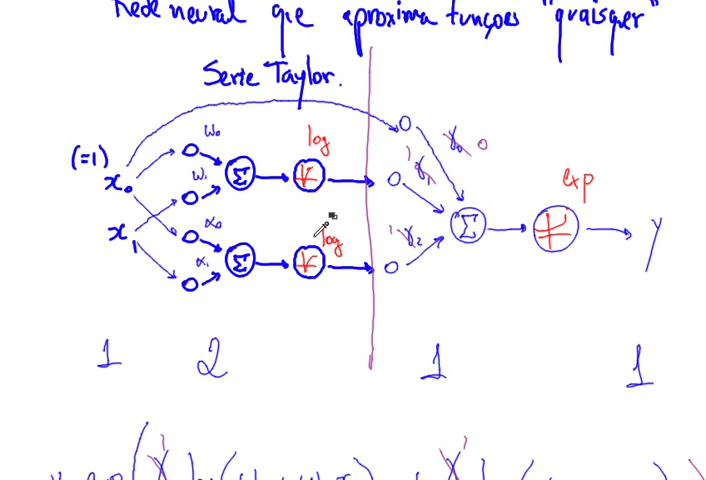 Rede neural que aproxima funções "quaisquer"
Serie Taylor.
(=1)
x₀
x₁
w₀
w₁
α₀
α₁
Σ
Σ
log
log
γ₀ 0
1 γ₁
1 γ₂
Σ
exp
y
1 2 1 1